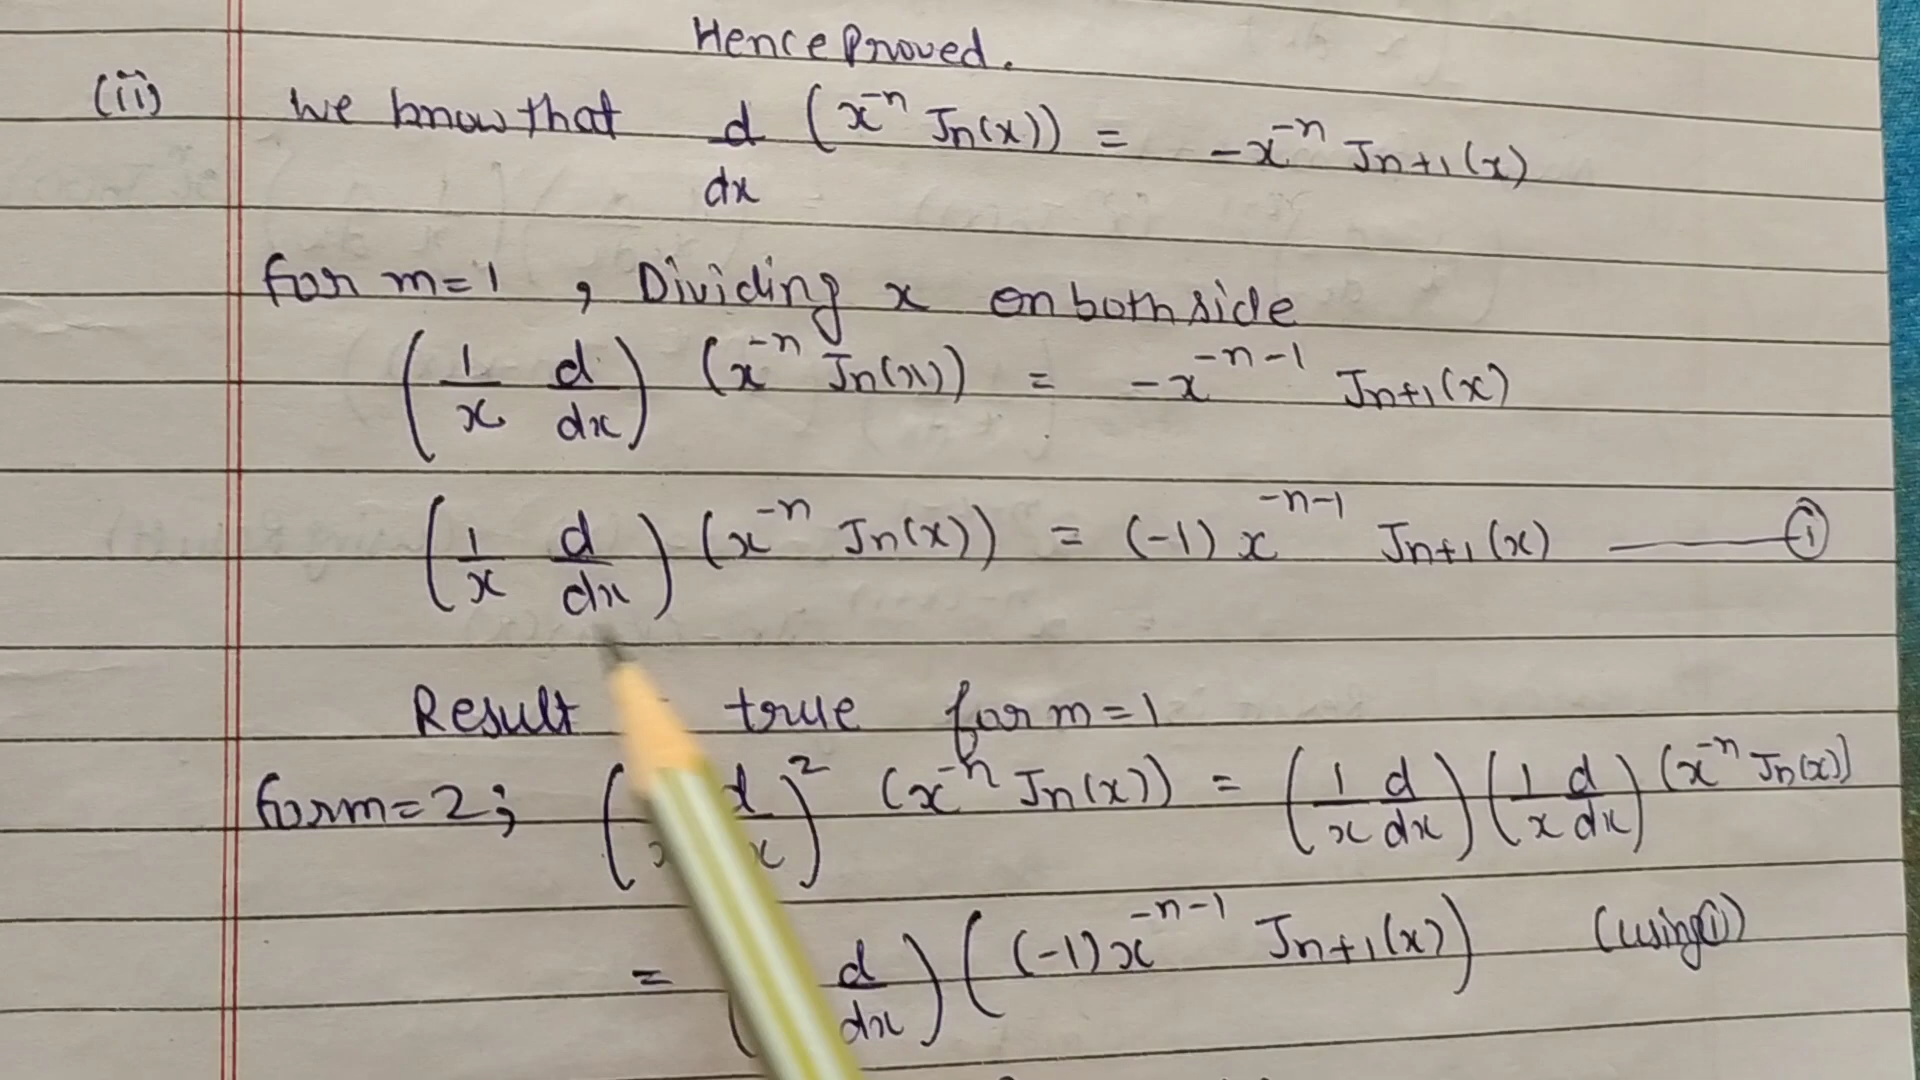 Hence Proved.
(ii) We know that d/dx (x^-n Jn(x)) = -x^-n Jn+1(x)
for m=1 , Dividing x on both side
(1/x d/dx) (x^-n Jn(x)) = -x^-n-1 Jn+1(x)
(1/x d/dx) (x^-n Jn(x)) = (-1) x^-n-1 Jn+1(x) — ①
Result true for m=1
for m=2; ( d/x)^2 (x^-n Jn(x)) = (1/x d/dx) (1/x d/dx) (x^-n Jn(x))
= ( d/dx) ((-1) x^-n-1 Jn+1(x)) (using ①)